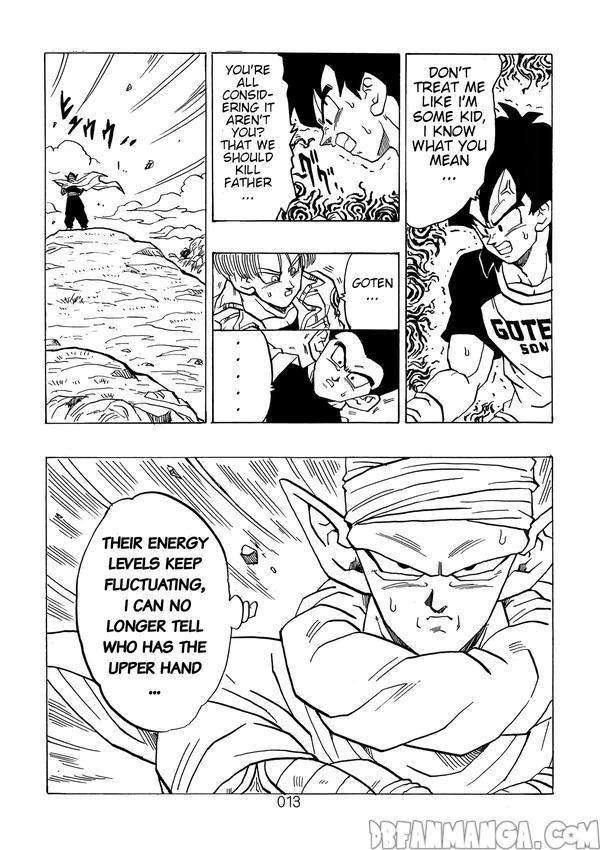 DON'T
TREAT ME
LIKE I'M
SOME KID,
I KNOW
WHAT YOU
MEAN
...
GOTE
SON
YOU'RE
ALL
CONSID-
ERING IT
AREN'T
YOU?
THAT WE
SHOULD
KILL
FATHER
...
GOTEN
...
...
...
THEIR ENERGY
LEVELS KEEP
FLUCTUATING,
I CAN NO
LONGER TELL
WHO HAS THE
UPPER HAND
...
013
DBFANMANGA.COM